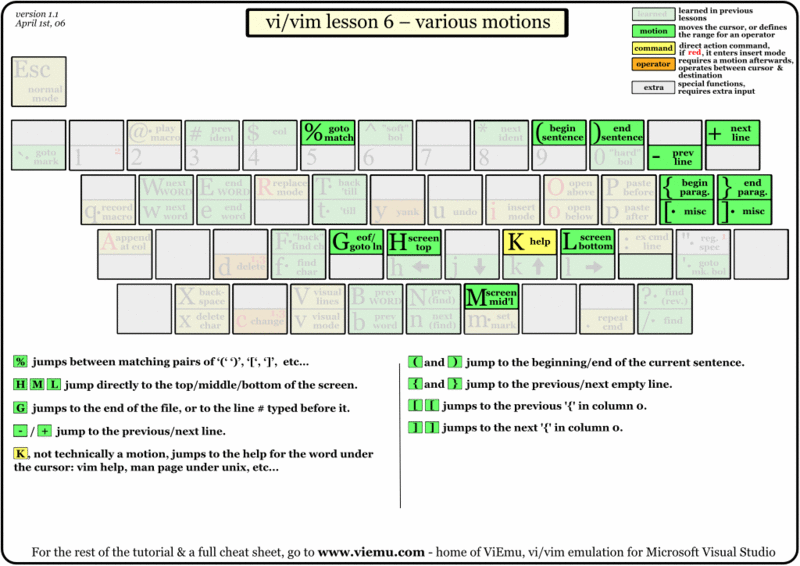 version 1.1
April 1st, 06
vi/vim lesson 6 – various motions
learned
learned in previous
lessons
motion
moves the cursor, or defines
the range for an operator
command
direct action command,
if red, it enters insert mode
operator
requires a motion afterwards,
operates between cursor &
destination
extra
special functions,
requires extra input
Esc
normal
mode
@· play macro
# prev ident
$ eol
% goto match
^ "soft" bol
* next ident
( begin sentence
) end sentence
+ next line
`· goto mark
1
2
3
4
5
6
7
8
9
0 "hard" bol
- prev line
W next WORD
E end WORD
R replace mode
T· back 'till
O open above
P paste before
{ begin parag.
} end parag.
q· record macro
w next word
e end word
r
t· 'till
y yank
u undo
i insert mode
o open below
p paste after
[· misc
]· misc
A append at eol
F· "back" find ch
G eof/ goto ln
H screen top
K help
L screen bottom
· ex cmd line
"· reg. spec
d delete
f· find char
h
j
k
l
'· goto mk. bol
X back-space
V visual lines
B prev WORD
N prev (find)
M screen mid'l
?· find (rev.)
x delete char
c change
v visual mode
b prev word
n next (find)
m· set mark
. repeat cmd
/· find
% jumps between matching pairs of '(' ')', '[', ']', etc...
H M L jump directly to the top/middle/bottom of the screen.
G jumps to the end of the file, or to the line # typed before it.
- / + jump to the previous/next line.
K, not technically a motion, jumps to the help for the word under
the cursor: vim help, man page under unix, etc...
( and ) jump to the beginning/end of the current sentence.
{ and } jump to the previous/next empty line.
[ [ jumps to the previous '{' in column 0.
] ] jumps to the next '{' in column 0.
For the rest of the tutorial & a full cheat sheet, go to www.viemu.com - home of ViEmu, vi/vim emulation for Microsoft Visual Studio